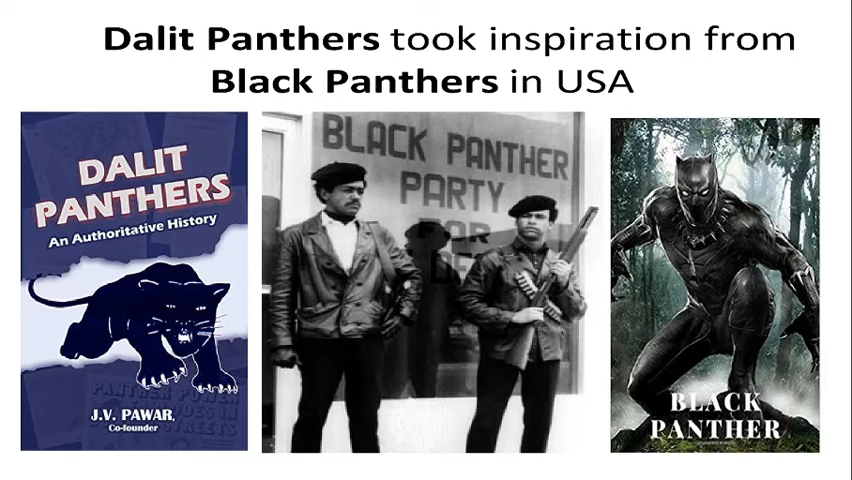 Dalit Panthers took inspiration from
Black Panthers in USA
DALIT
PANTHERS
An Authoritative History
J.V. PAWAR,
Co-founder
BLACK PANTHER
PARTY
FOR
BLACK
PANTHER